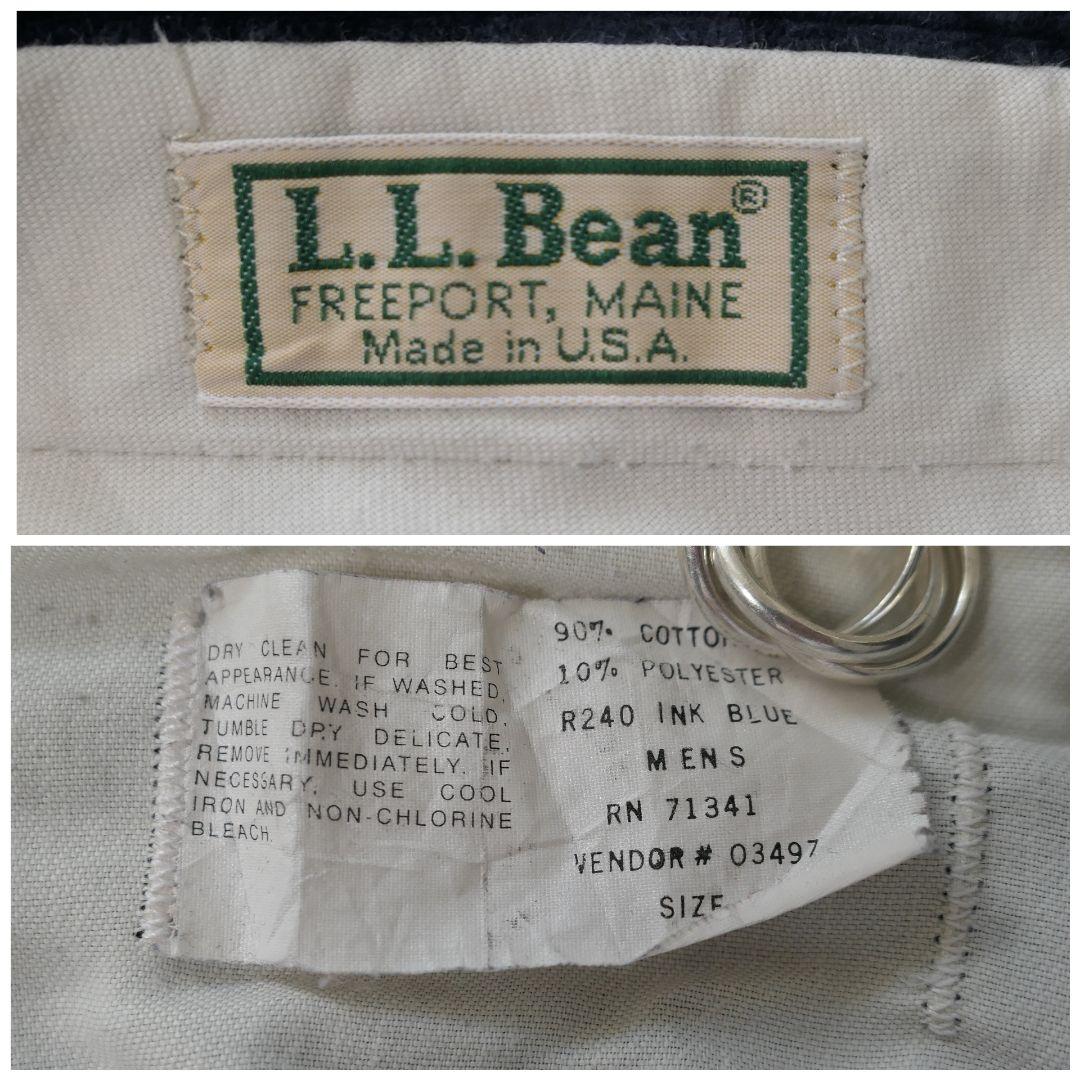 L.L.Bean®
FREEPORT, MAINE
Made in U.S.A.
DRY CLEAN FOR BEST
APPEARANCE. IF WASHED,
MACHINE WASH COLD.
TUMBLE DRY DELICATE.
REMOVE IMMEDIATELY. IF
NECESSARY, USE COOL
IRON AND NON-CHLORINE
BLEACH.
90%
10% POLYESTER
R240 INK BLUE
MENS
RN 71341
VENDOR # 03497
SIZE